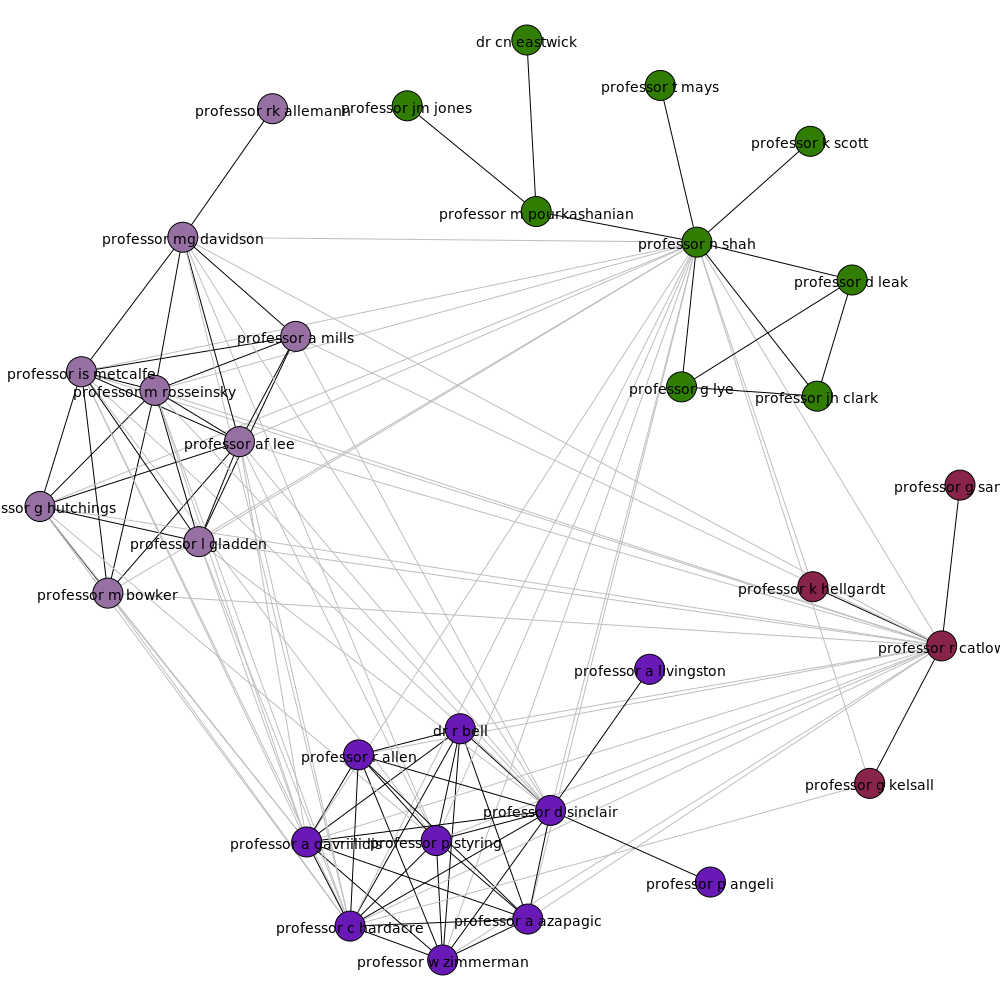 dr cn eastwick
professor t mays
professor rk allemann
professor jm jones
professor k scott
professor m pourkashanian
professor mg davidson
professor n shah
professor d leak
professor a mills
professor is metcalfe
professor m rosseinsky
professor g lye
professor jh clark
professor af lee
professor g san
ssor g hutchings
professor l gladden
professor k hellgardt
professor m bowker
professor r catlow
professor a livingston
dr r bell
professor r allen
professor g kelsall
professor d sinclair
professor a gavriilidis
professor p styring
professor p angeli
professor a azapagic
professor c hardacre
professor w zimmerman